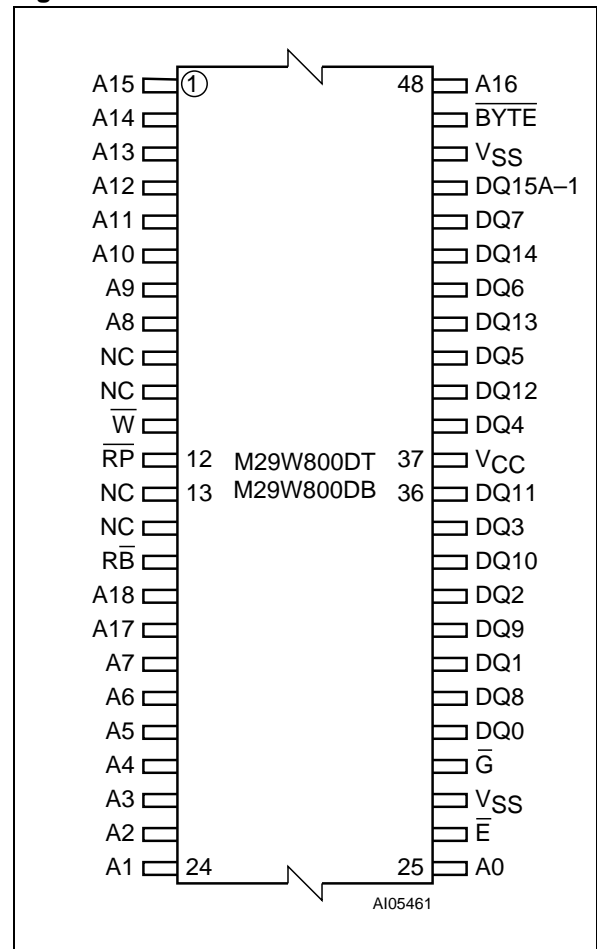 A15 ① 48 A16
A14 B̅Y̅T̅E̅
A13 VSS
A12 DQ15A–1
A11 DQ7
A10 DQ14
A9 DQ6
A8 DQ13
NC DQ5
NC DQ12
W̅ DQ4
R̅P̅ 12 M29W800DT 37 VCC
NC 13 M29W800DB 36 DQ11
NC DQ3
RB̅ DQ10
A18 DQ2
A17 DQ9
A7 DQ1
A6 DQ8
A5 DQ0
A4 G̅
A3 VSS
A2 E̅
A1 24 25 A0
AI05461